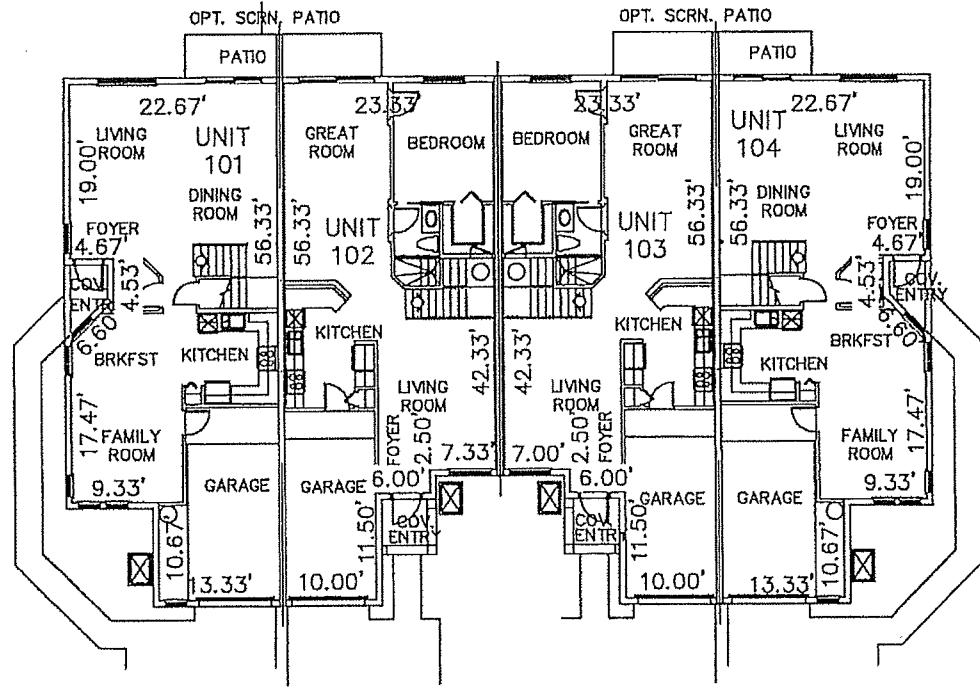 OPT. SCRN. PATIO
OPT. SCRN. PATIO
PATIO
PATIO
22.67'
23.33'
23.33'
22.67'
LIVING
ROOM
UNIT
101
GREAT
ROOM
BEDROOM
BEDROOM
GREAT
ROOM
UNIT
104
LIVING
ROOM
19.00'
19.00'
DINING
ROOM
DINING
ROOM
56.33'
56.33'
56.33'
56.33'
FOYER
4.67'
UNIT
102
UNIT
103
FOYER
4.67'
COV.
ENTRY
4.53'
4.53'
COV.
ENTRY
6.60'
6.60'
BRKFST
KITCHEN
KITCHEN
42.33'
42.33'
KITCHEN
KITCHEN
BRKFST
LIVING
ROOM
LIVING
ROOM
17.47'
17.47'
FAMILY
ROOM
FOYER
2.50'
2.50'
FOYER
FAMILY
ROOM
9.33'
GARAGE
GARAGE
6.00'
7.33'
7.00'
6.00'
GARAGE
GARAGE
9.33'
10.67'
11.50'
COV.
ENTRY
COV.
ENTRY
11.50'
10.67'
13.33'
10.00'
10.00'
13.33'